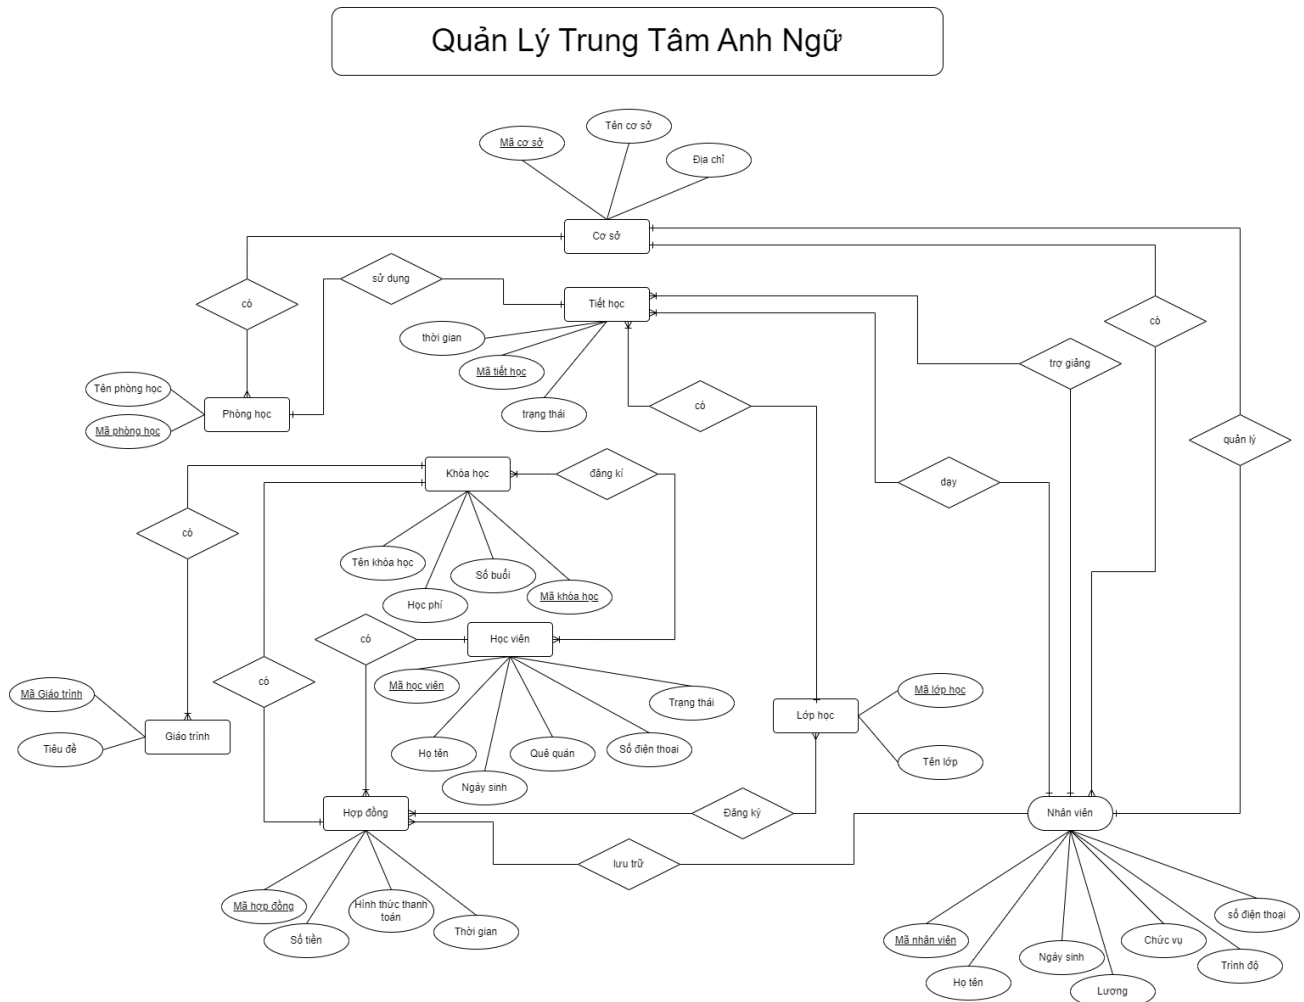 Quản Lý Trung Tâm Anh Ngữ
Tên cơ sở
Mã cơ sở
Địa chỉ
Cơ sở
sử dụng
Tiết học
có
có
thời gian
Mã tiết học
trạng thái
trợ giảng
Tên phòng học
Phòng học
Mã phòng học
có
quản lý
Khóa học
đăng kí
dạy
có
Tên khóa học
Số buổi
Mã khóa học
Học phí
có
Học viên
có
Mã học viên
Trạng thái
Mã Giáo trình
Mã lớp học
Giáo trình
Lớp học
Tiêu đề
Họ tên
Quê quán
Số điện thoại
Tên lớp
Ngáy sinh
Hợp đồng
Đăng ký
Nhân viên
lưu trữ
Mã hợp đồng
Hình thức thanh
toán
số điện thoại
Số tiền
Thời gian
Mã nhân viên
Chức vụ
Ngáy sinh
Trình độ
Họ tên
Lương